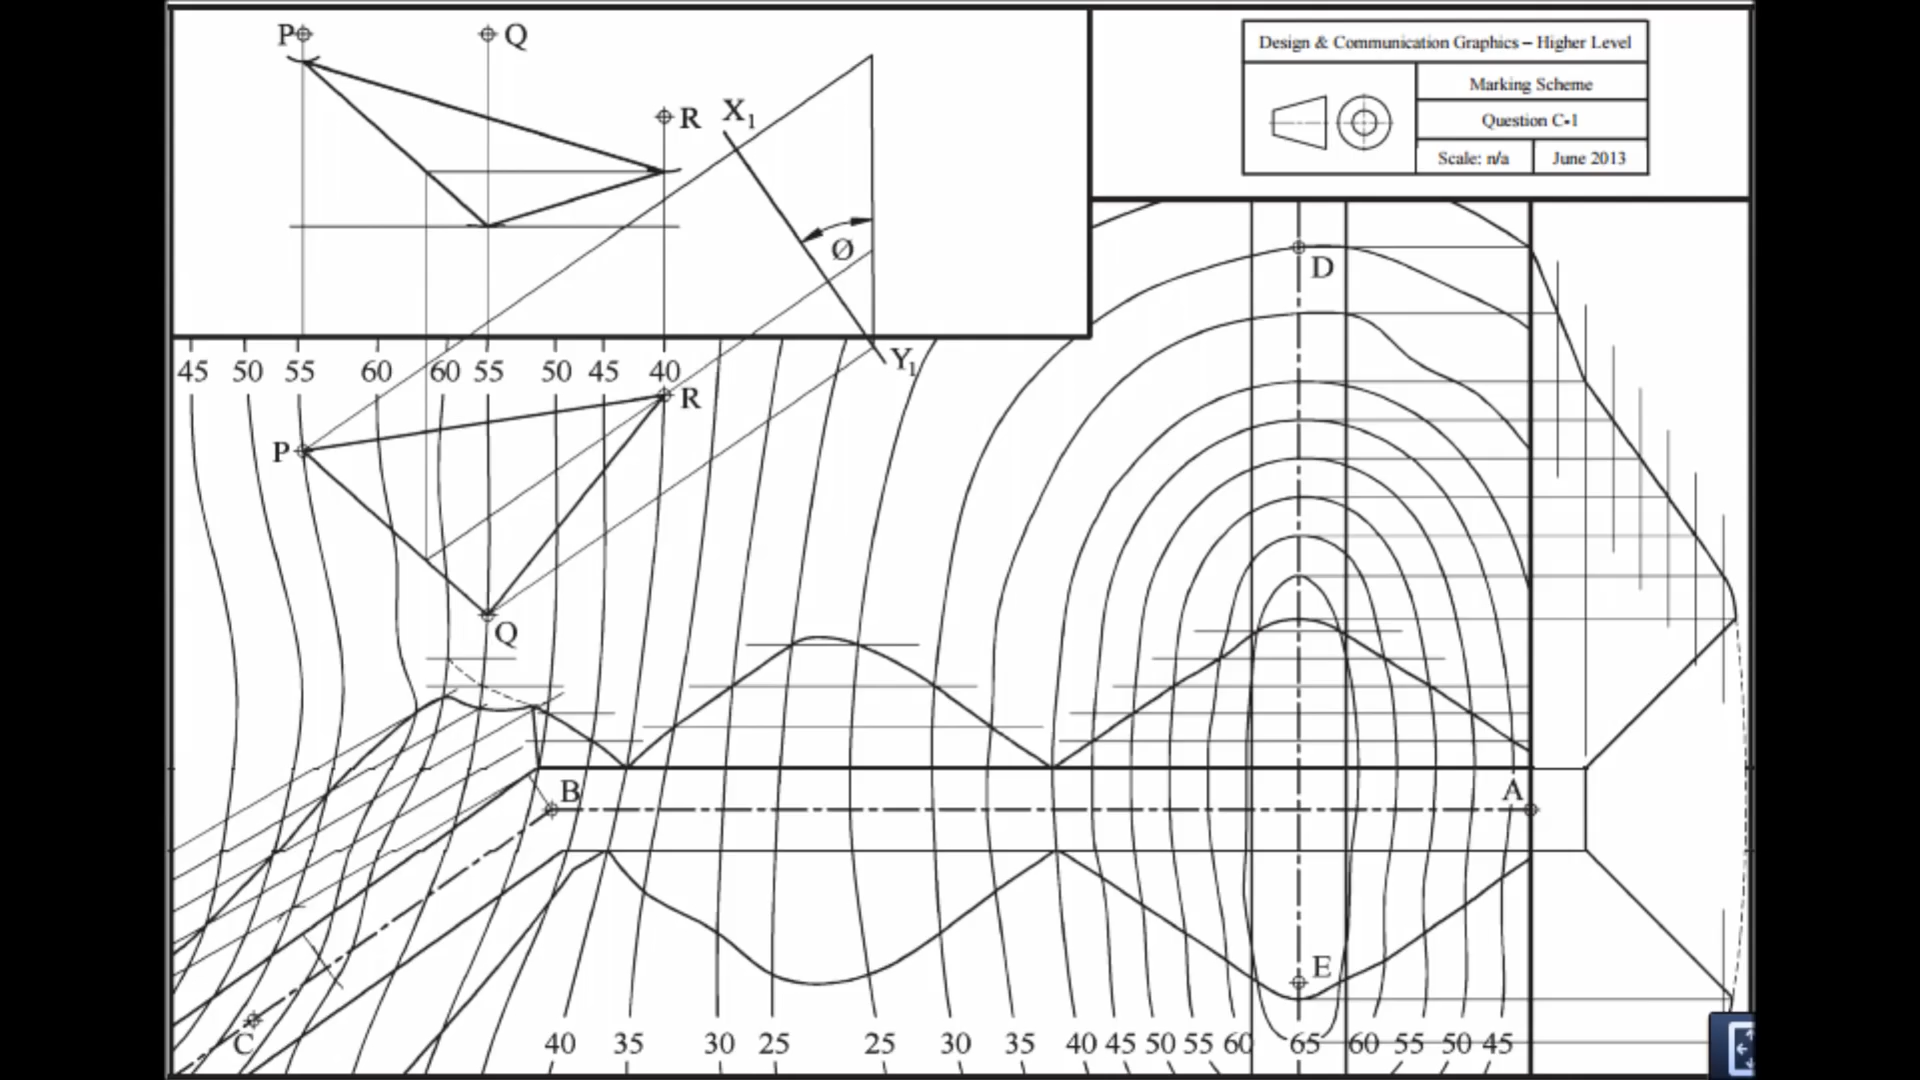 P
Q
R
X1
Ø
Y1
Design & Communication Graphics – Higher Level
Marking Scheme
Question C-1
Scale: n/a
June 2013
D
45 50 55 60 60 55 50 45 40
R
P
Q
B
A
E
C
40 35 30 25 25 30 35 40 45 50 55 60 65 60 55 50 45